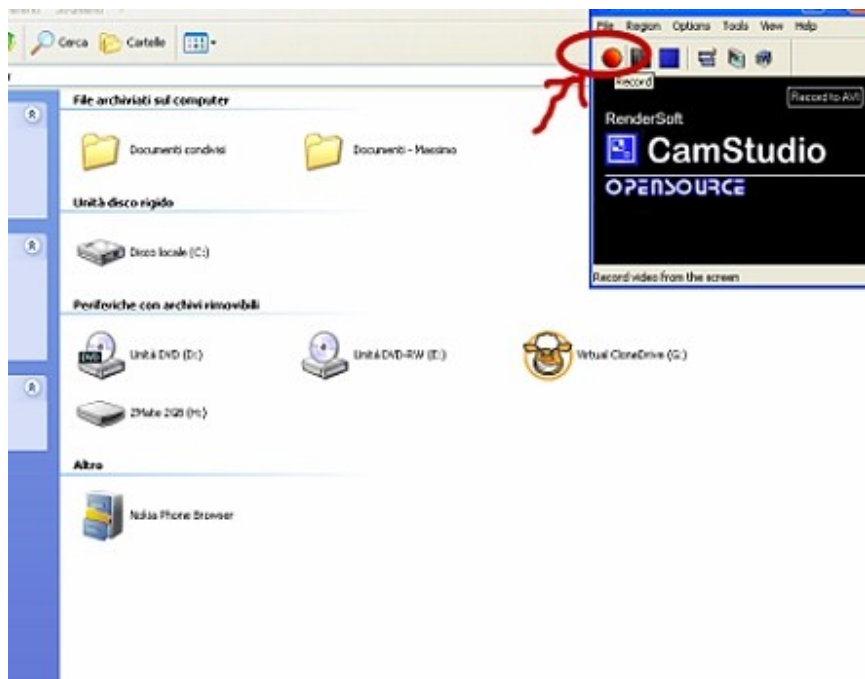 Cerca Cartelle
File archiviati sul computer
Documenti condivisi Documenti - Massimo
Unità disco rigido
Disco locale (C:)
Periferiche con archivi rimovibili
DVD Unità DVD (D:) Unità DVD-RW (E:) Virtual CloneDrive (G:)
2Mate 2GB (H:)
Altro
Nokia Phone Browser
File Region Options Tools View Help
Record
Record to AVI
RenderSoft
CamStudio
OPENSOURCE
Record video from the screen